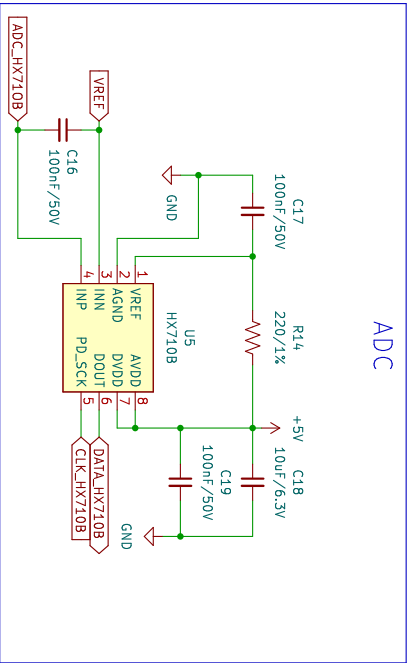 ADC
C17
100nF/50V
R14
220/1%
+5V
C18
10uF/6.3V
GND
C19
100nF/50V
GND
U5
HX710B
1
VREF
AVDD
8
2
AGND
DVDD
7
3
INN
DOUT
6
4
INP
PD_SCK
5
VREF
C16
100nF/50V
ADC_HX710B
DATA_HX710B
CLK_HX710B